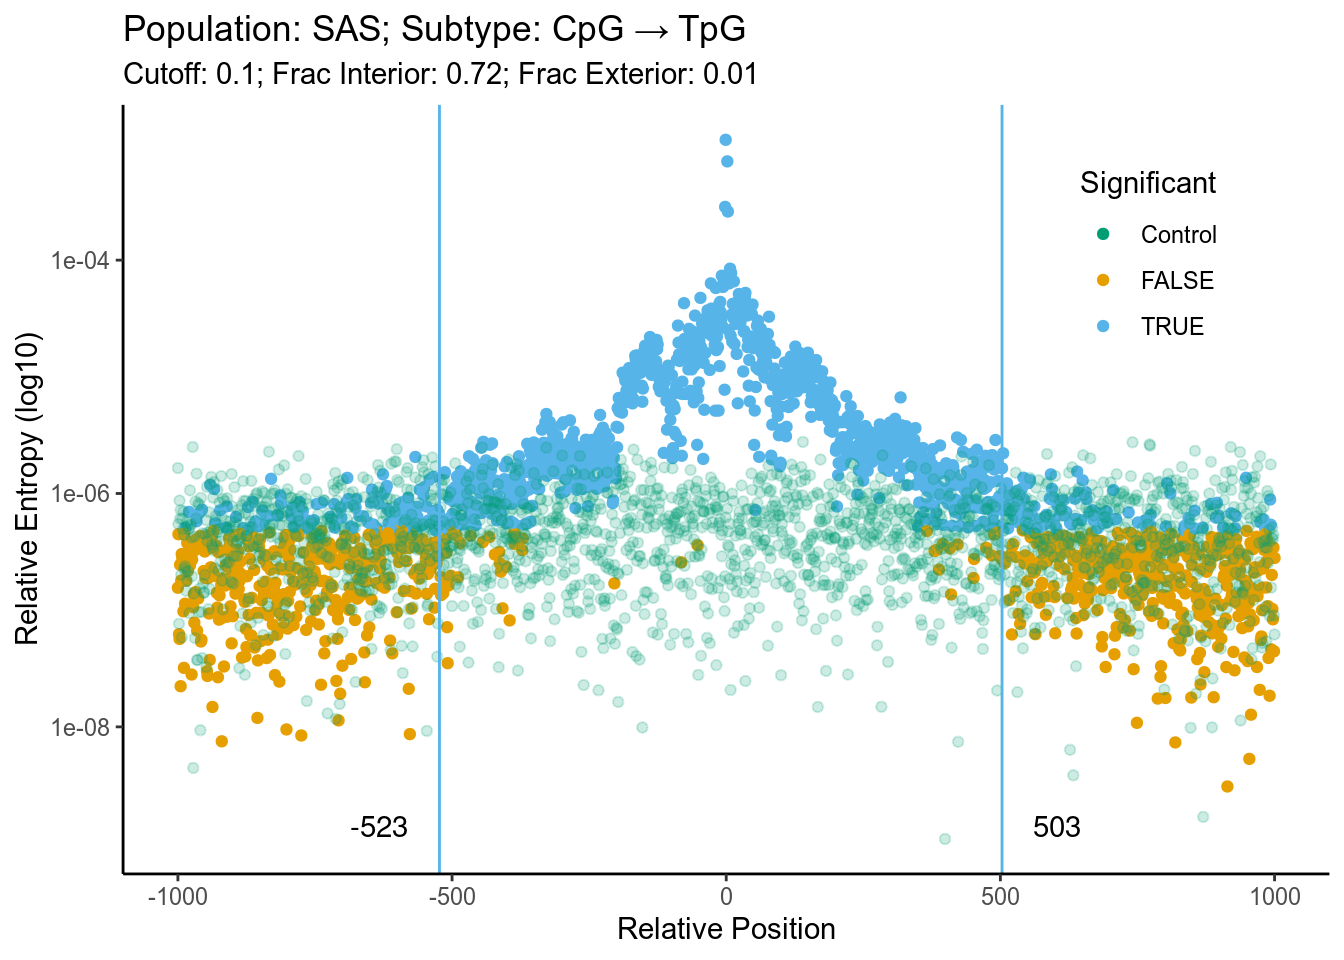 Population: SAS; Subtype: CpG → TpG
Cutoff: 0.1; Frac Interior: 0.72; Frac Exterior: 0.01
Significant
Control
FALSE
TRUE
Relative Entropy (log10)
1e-04
1e-06
1e-08
-523
503
-1000
-500
0
500
1000
Relative Position